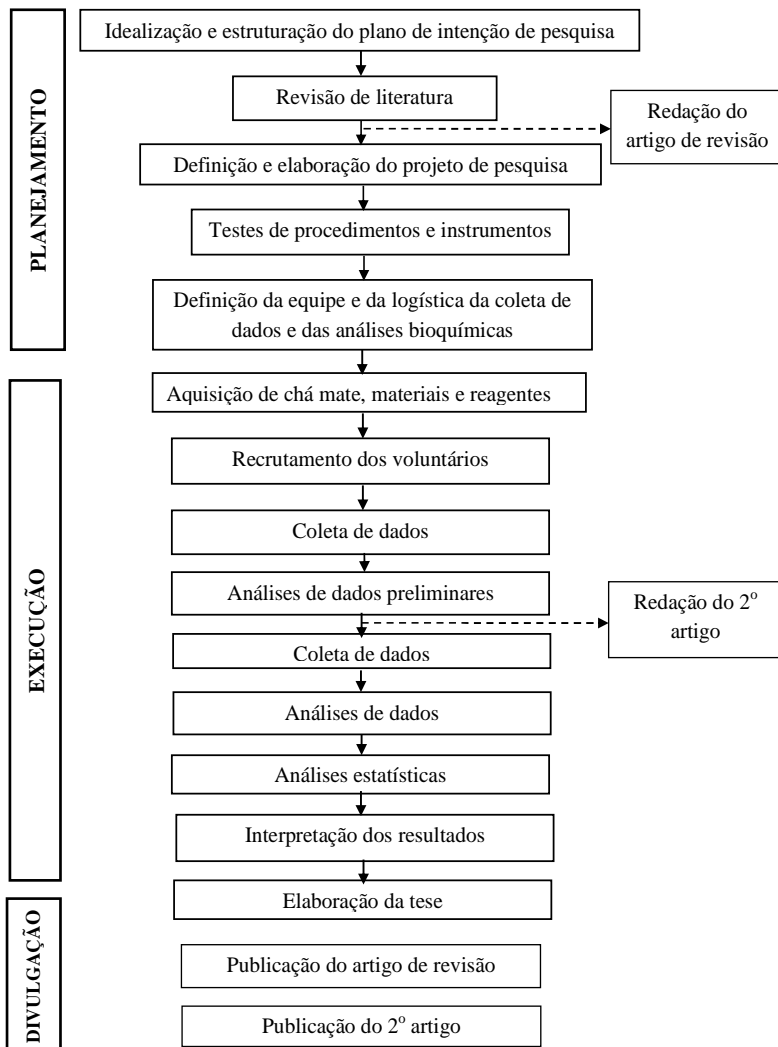 PLANEJAMENTO
Idealização e estruturação do plano de intenção de pesquisa
Revisão de literatura
Redação do
artigo de revisão
Definição e elaboração do projeto de pesquisa
Testes de procedimentos e instrumentos
Definição da equipe e da logística da coleta de
dados e das análises bioquímicas
EXECUÇÃO
Aquisição de chá mate, materiais e reagentes
Recrutamento dos voluntários
Coleta de dados
Análises de dados preliminares
Redação do 2º
artigo
Coleta de dados
Análises de dados
Análises estatísticas
Interpretação dos resultados
Elaboração da tese
DIVULGAÇÃO
Publicação do artigo de revisão
Publicação do 2º artigo